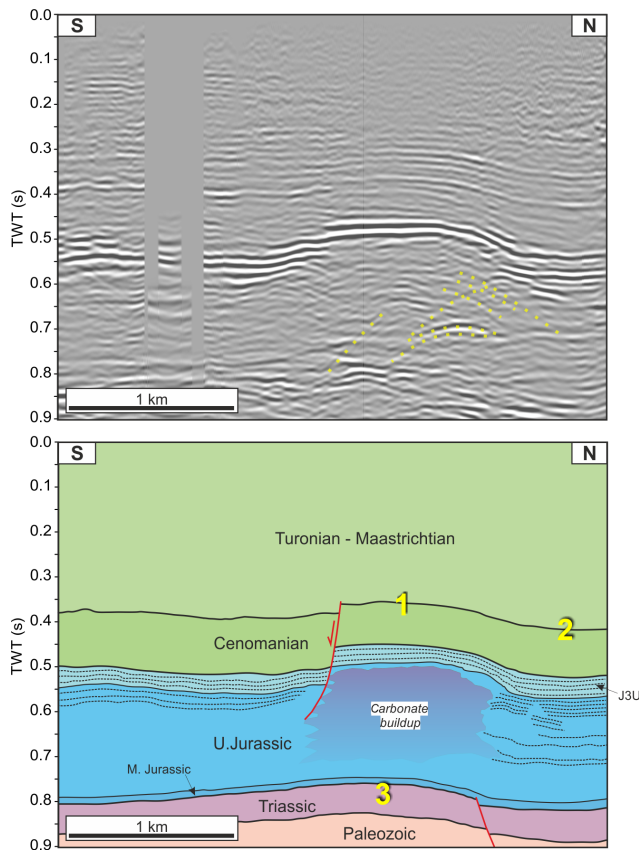 S
N
0.0
0.1
0.2
0.3
0.4
0.5
0.6
0.7
0.8
0.9
TWT (s)
1 km
S
N
0.0
0.1
0.2
0.3
0.4
0.5
0.6
0.7
0.8
0.9
TWT (s)
Turonian - Maastrichtian
1
2
Cenomanian
J3U
Carbonate
buildup
U.Jurassic
M. Jurassic
3
Triassic
Paleozoic
1 km